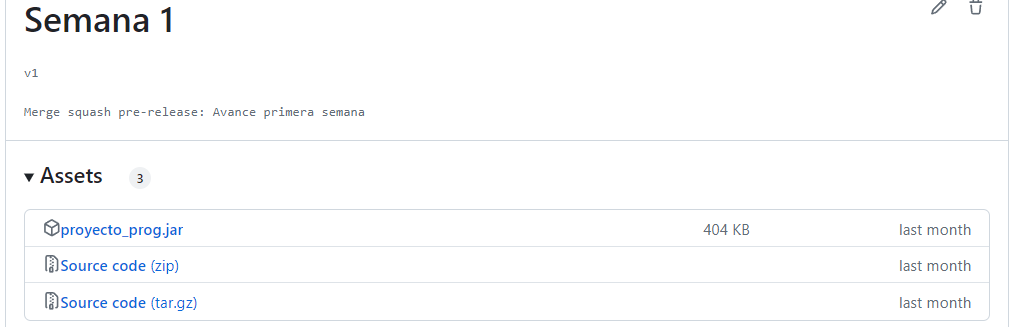 Semana 1
v1
Merge squash pre-release: Avance primera semana
Assets 3
proyecto_prog.jar 404 KB last month
Source code (zip) last month
Source code (tar.gz) last month